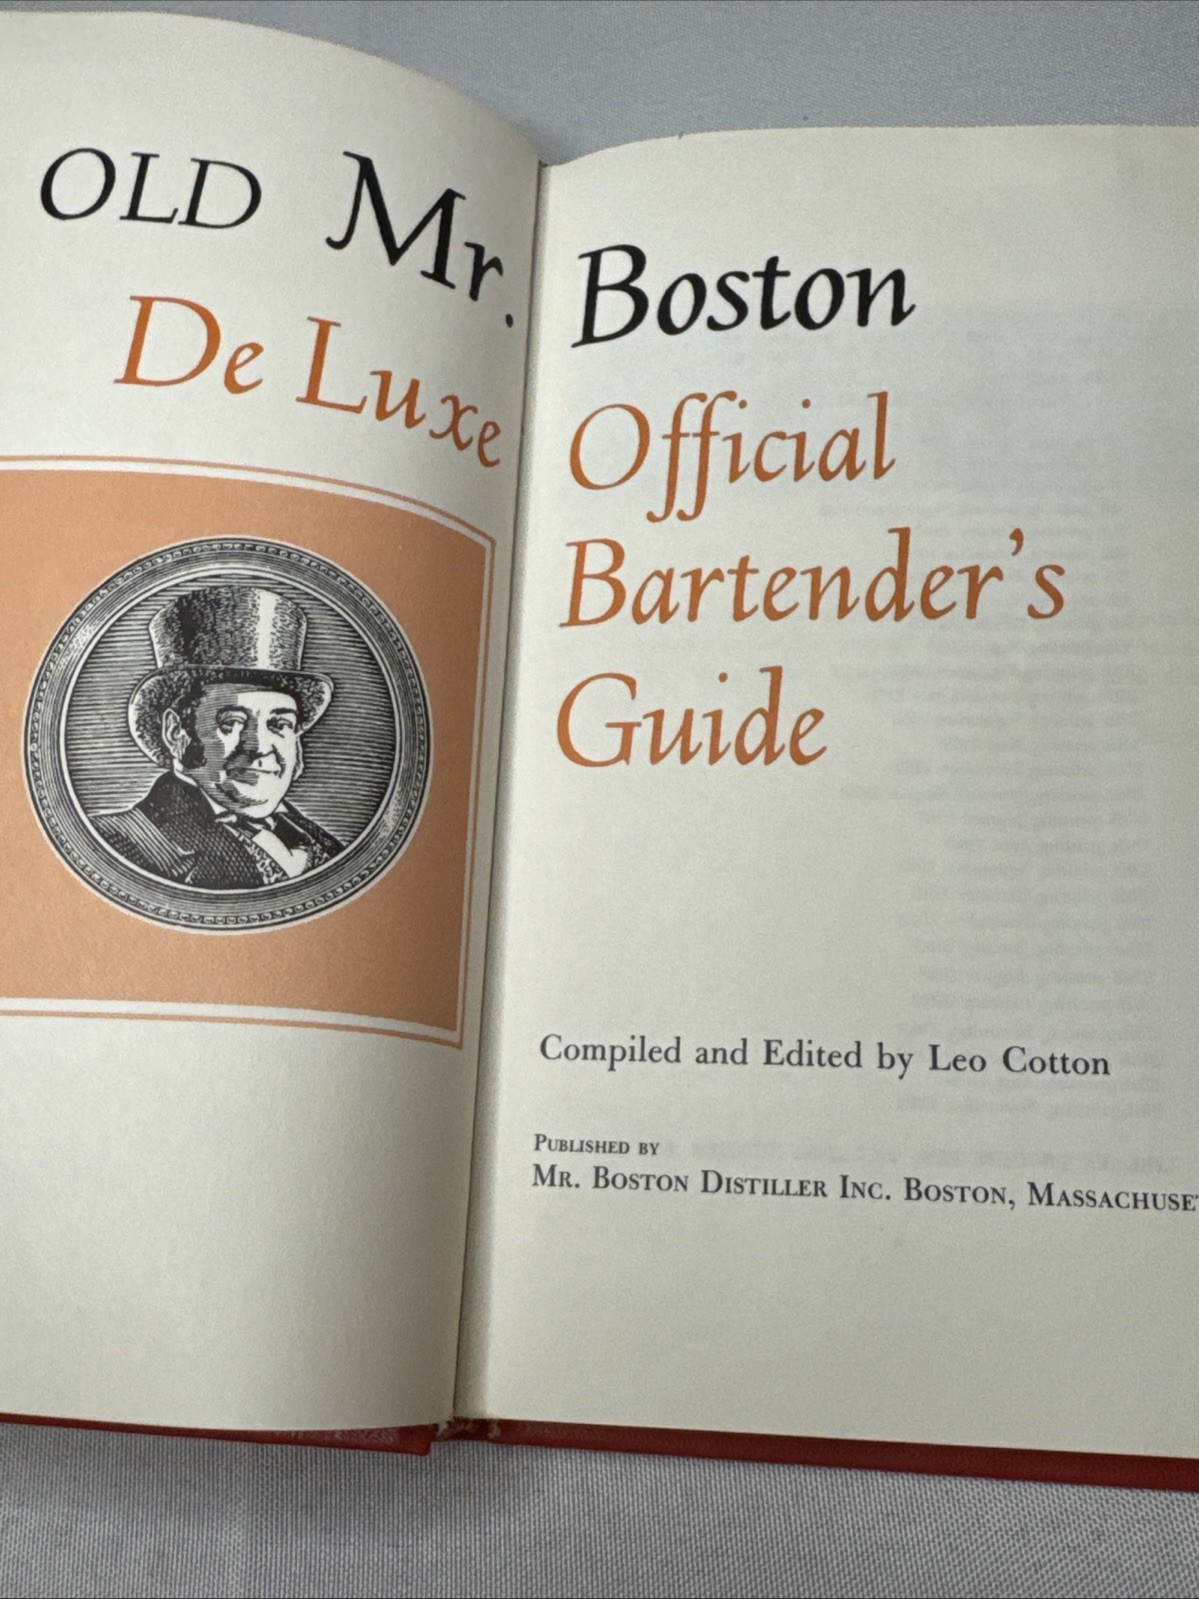 OLD Mr. Boston
De Luxe Official
Bartender's
Guide
Compiled and Edited by Leo Cotton
Published by
Mr. Boston Distiller Inc. Boston,